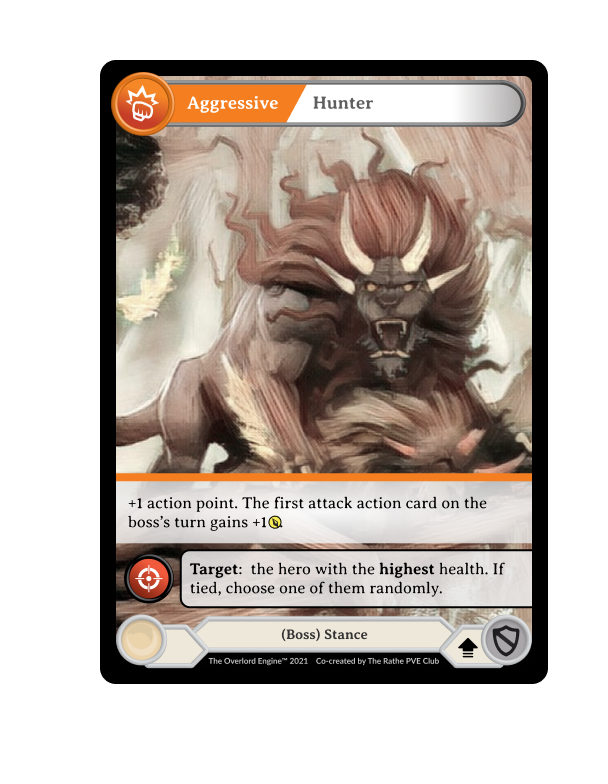 Aggressive Hunter
+1 action point. The first attack action card on the
boss's turn gains +1
Target: the hero with the highest health. If
tied, choose one of them randomly.
(Boss) Stance
The Overlord Engine™ 2021 Co-created by The Rathe PVE Club